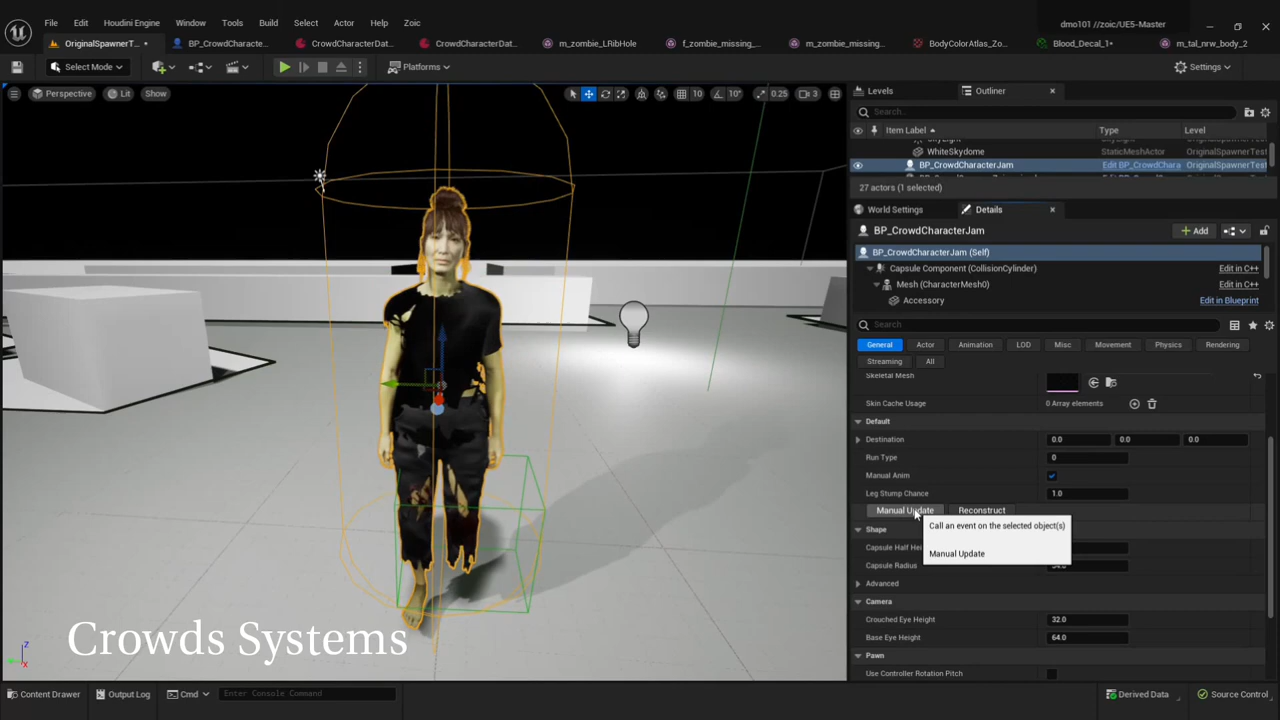 File Edit Houdini Engine Window Tools Build Select Actor Help Zoic
dmo101 //zoic/UE5-Master
OriginalSpawnerT... BP_CrowdCharacte... CrowdCharacterDat... CrowdCharacterDat... m_zombie_LRibHole f_zombie_missing_... m_zombie_missing... BodyColorAtlas_Zo... Blood_Decal_1* m_tal_nrw_body_2
Select Mode Platforms Settings
Perspective Lit Show 10 10° 0.25 3
Levels Outliner
Search...
Item Label Type Level
WhiteSkydome StaticMeshActor OriginalSpawnerTest
BP_CrowdCharacterJam Edit BP_CrowdChara OriginalSpawnerTest
27 actors (1 selected)
World Settings Details
BP_CrowdCharacterJam Add
BP_CrowdCharacterJam (Self)
Capsule Component (CollisionCylinder) Edit in C++
Mesh (CharacterMesh0) Edit in C++
Accessory Edit in Blueprint
Search
General Actor Animation LOD Misc Movement Physics Rendering
Streaming All
Skeletal Mesh
Skin Cache Usage 0 Array elements
Default
Destination 0.0 0.0 0.0
Run Type 0
Manual Anim
Leg Stump Chance 1.0
Manual Update Reconstruct
Call an event on the selected object(s)
Shape
Capsule Half Hei
Manual Update
Capsule Radius
Advanced
Camera
Crouched Eye Height 32.0
Base Eye Height 64.0
Pawn
Use Controller Rotation Pitch
Crowds Systems
Z
X
Content Drawer Output Log Cmd Enter Console Command Derived Data Source Control